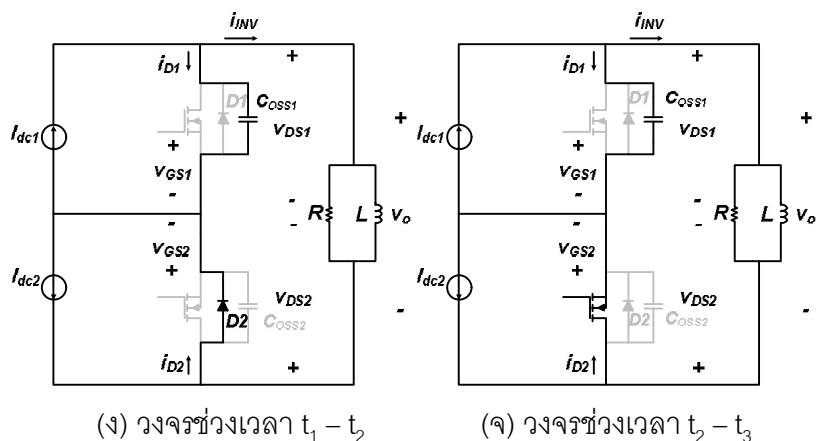 i_INV
i_D1
D1
C_OSS1
V_DS1
+
-
I_dc1
+
V_GS1
-
+
R
L
v_o
-
-
V_GS2
+
I_dc2
D2
C_OSS2
-
V_DS2
+
i_D2
-
(ง) วงจรช่วงเวลา t₁ – t₂
i_INV
i_D1
D1
C_OSS1
V_DS1
+
-
I_dc1
+
V_GS1
-
+
R
L
v_o
-
-
V_GS2
+
I_dc2
D2
C_OSS2
-
V_DS2
+
i_D2
-
(จ) วงจรช่วงเวลา t₂ – t₃